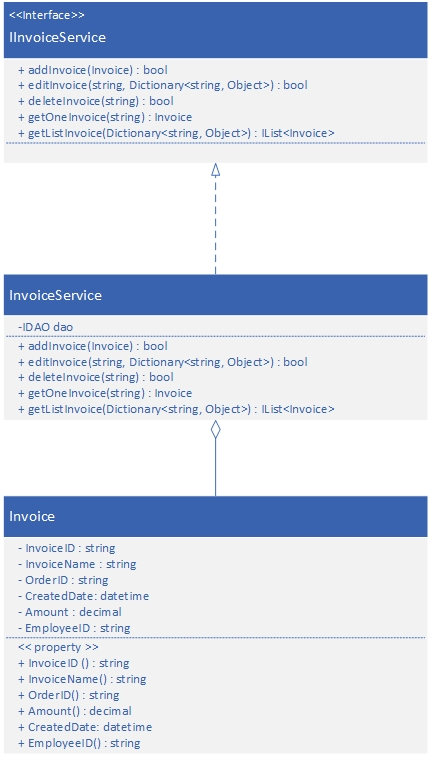 <<Interface>>
IInvoiceService
+ addInvoice(Invoice) : bool
+ editInvoice(string, Dictionary<string, Object>) : bool
+ deleteInvoice(string) : bool
+ getOneInvoice(string) : Invoice
+ getListInvoice(Dictionary<string, Object>) : IList<Invoice>
InvoiceService
-IDAO dao
+ addInvoice(Invoice) : bool
+ editInvoice(string, Dictionary<string, Object>) : bool
+ deleteInvoice(string) : bool
+ getOneInvoice(string) : Invoice
+ getListInvoice(Dictionary<string, Object>) : IList<Invoice>
Invoice
- InvoiceID : string
- InvoiceName : string
- OrderID : string
- CreatedDate: datetime
- Amount : decimal
- EmployeeID : string
<< property >>
+ InvoiceID () : string
+ InvoiceName() : string
+ OrderID() : string
+ Amount() : decimal
+ CreatedDate: datetime
+ EmployeeID() : string